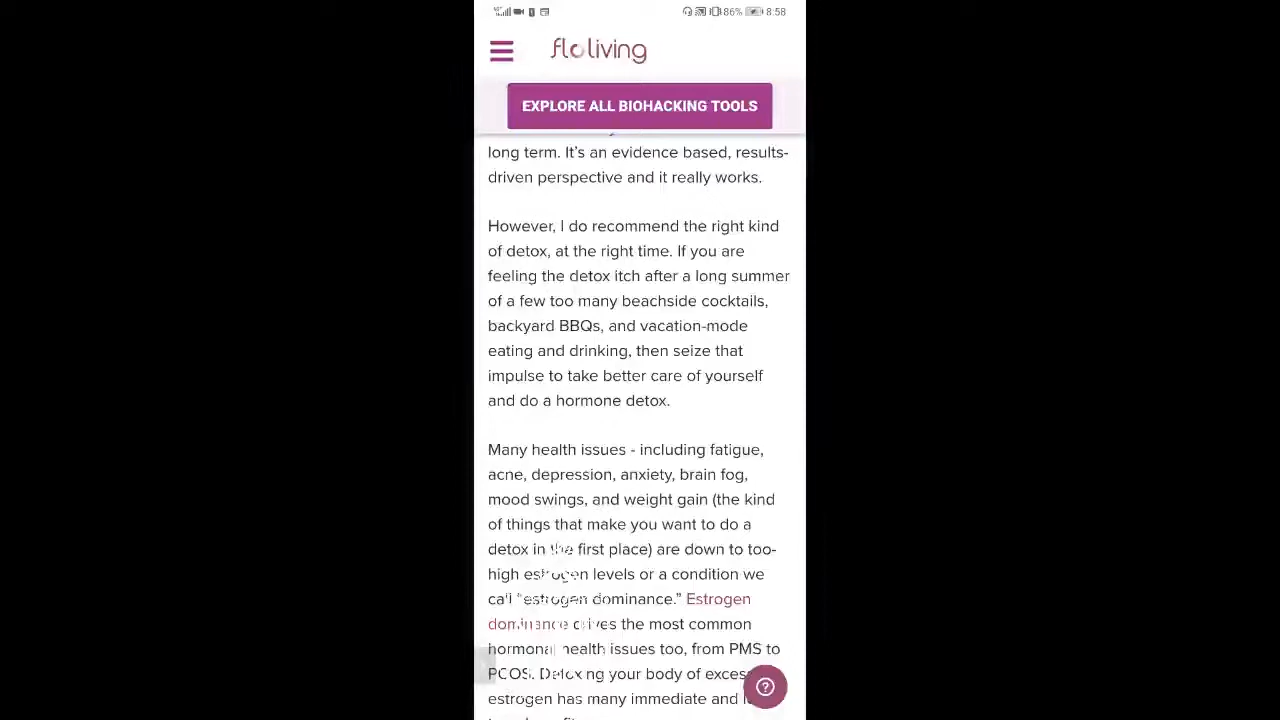 86% 8:58
floliving
EXPLORE ALL BIOHACKING TOOLS
long term. It's an evidence based, results-
driven perspective and it really works.
However, I do recommend the right kind
of detox, at the right time. If you are
feeling the detox itch after a long summer
of a few too many beachside cocktails,
backyard BBQs, and vacation-mode
eating and drinking, then seize that
impulse to take better care of yourself
and do a hormone detox.
Many health issues - including fatigue,
acne, depression, anxiety, brain fog,
mood swings, and weight gain (the kind
of things that make you want to do a
detox in the first place) are down to too-
high estrogen levels or a condition we
call “estrogen dominance.” Estrogen
dominance drives the most common
hormonal health issues too, from PMS to
PCOS. Detoxing your body of excess
estrogen has many immediate and